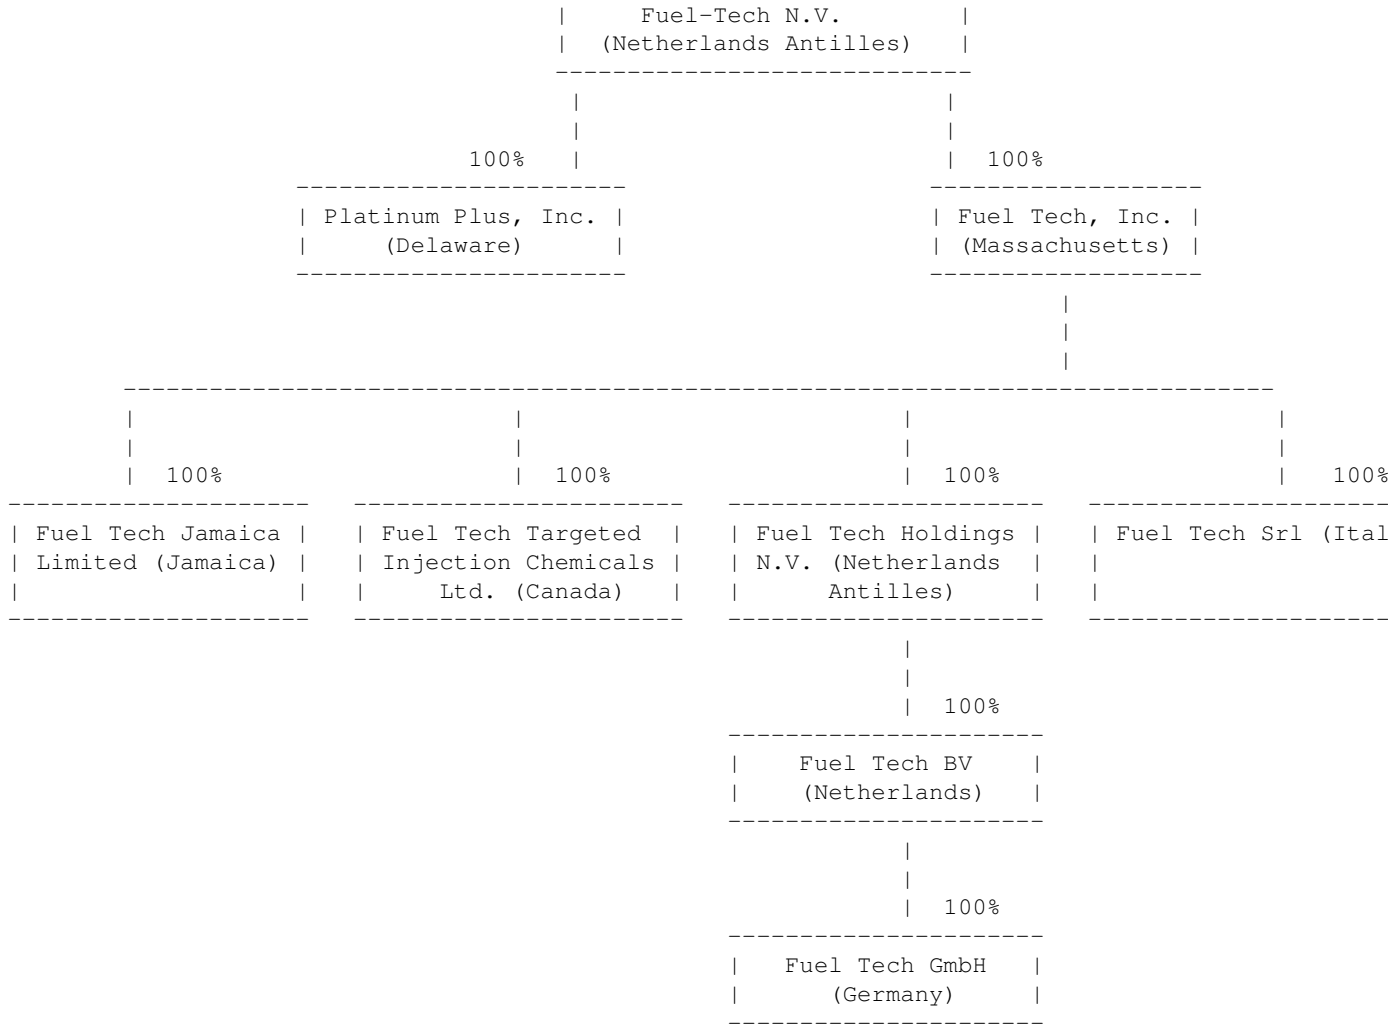 Fuel-Tech N.V.
(Netherlands Antilles)
100% 100%
Platinum Plus, Inc. Fuel Tech, Inc.
(Delaware) (Massachusetts)
100% 100% 100% 100%
Fuel Tech Jamaica Fuel Tech Targeted Fuel Tech Holdings Fuel Tech Srl (Ital
Limited (Jamaica) Injection Chemicals N.V. (Netherlands
Ltd. (Canada) Antilles)
100%
Fuel Tech BV
(Netherlands)
100%
Fuel Tech GmbH
(Germany)